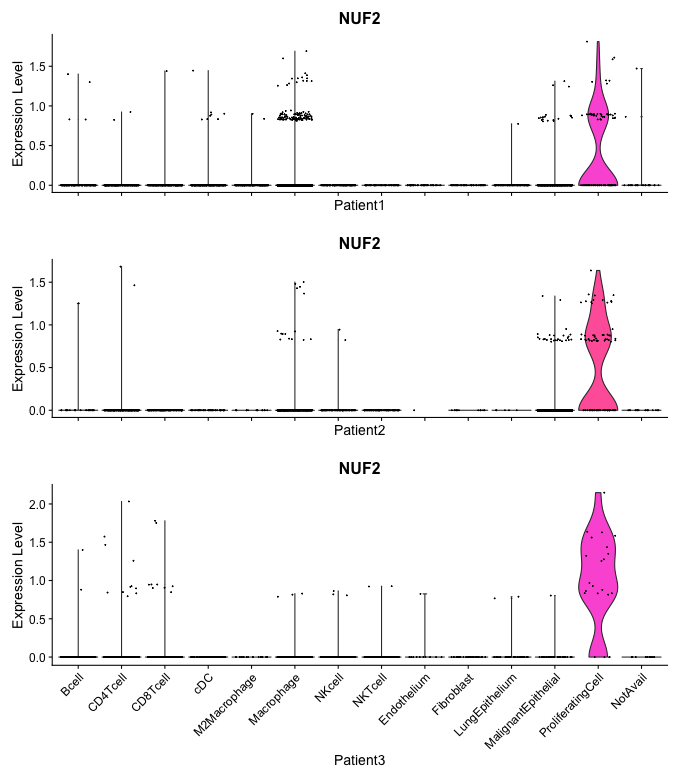 NUF2
Expression Level
1.5
1.0
0.5
0.0
Patient1
NUF2
Expression Level
1.5
1.0
0.5
0.0
Patient2
NUF2
Expression Level
2.0
1.5
1.0
0.5
0.0
Bcell
CD4Tcell
CD8Tcell
cDC
M2Macrophage
Macrophage
NKcell
NKTcell
Endothelium
Fibroblast
LungEpithelium
MalignantEpithelial
ProliferatingCell
NotAvail
Patient3